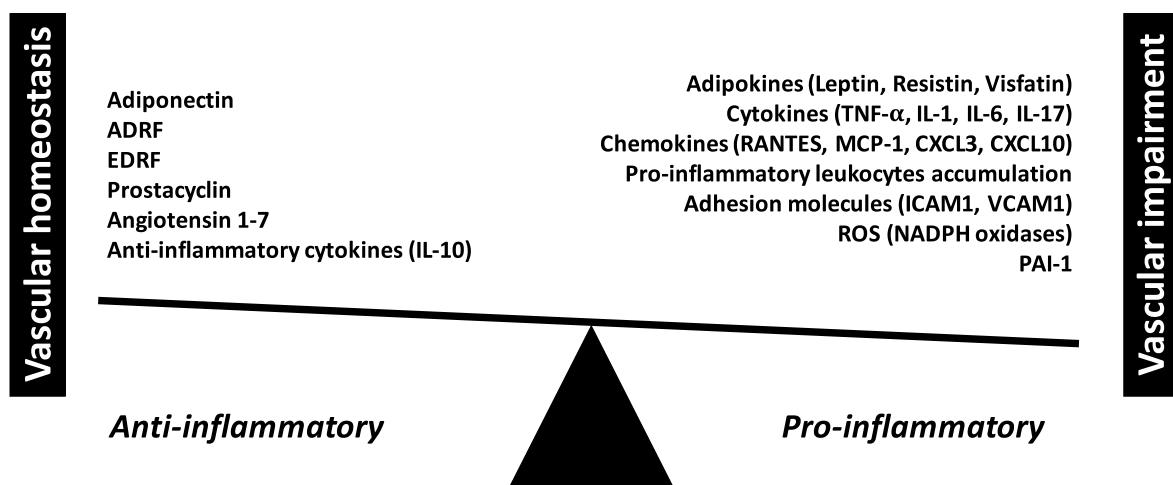 Vascular homeostasis
Adiponectin
ADRF
EDRF
Prostacyclin
Angiotensin 1-7
Anti-inflammatory cytokines (IL-10)
Adipokines (Leptin, Resistin, Visfatin)
Cytokines (TNF-α, IL-1, IL-6, IL-17)
Chemokines (RANTES, MCP-1, CXCL3, CXCL10)
Pro-inflammatory leukocytes accumulation
Adhesion molecules (ICAM1, VCAM1)
ROS (NADPH oxidases)
PAI-1
Vascular impairment
Anti-inflammatory
Pro-inflammatory